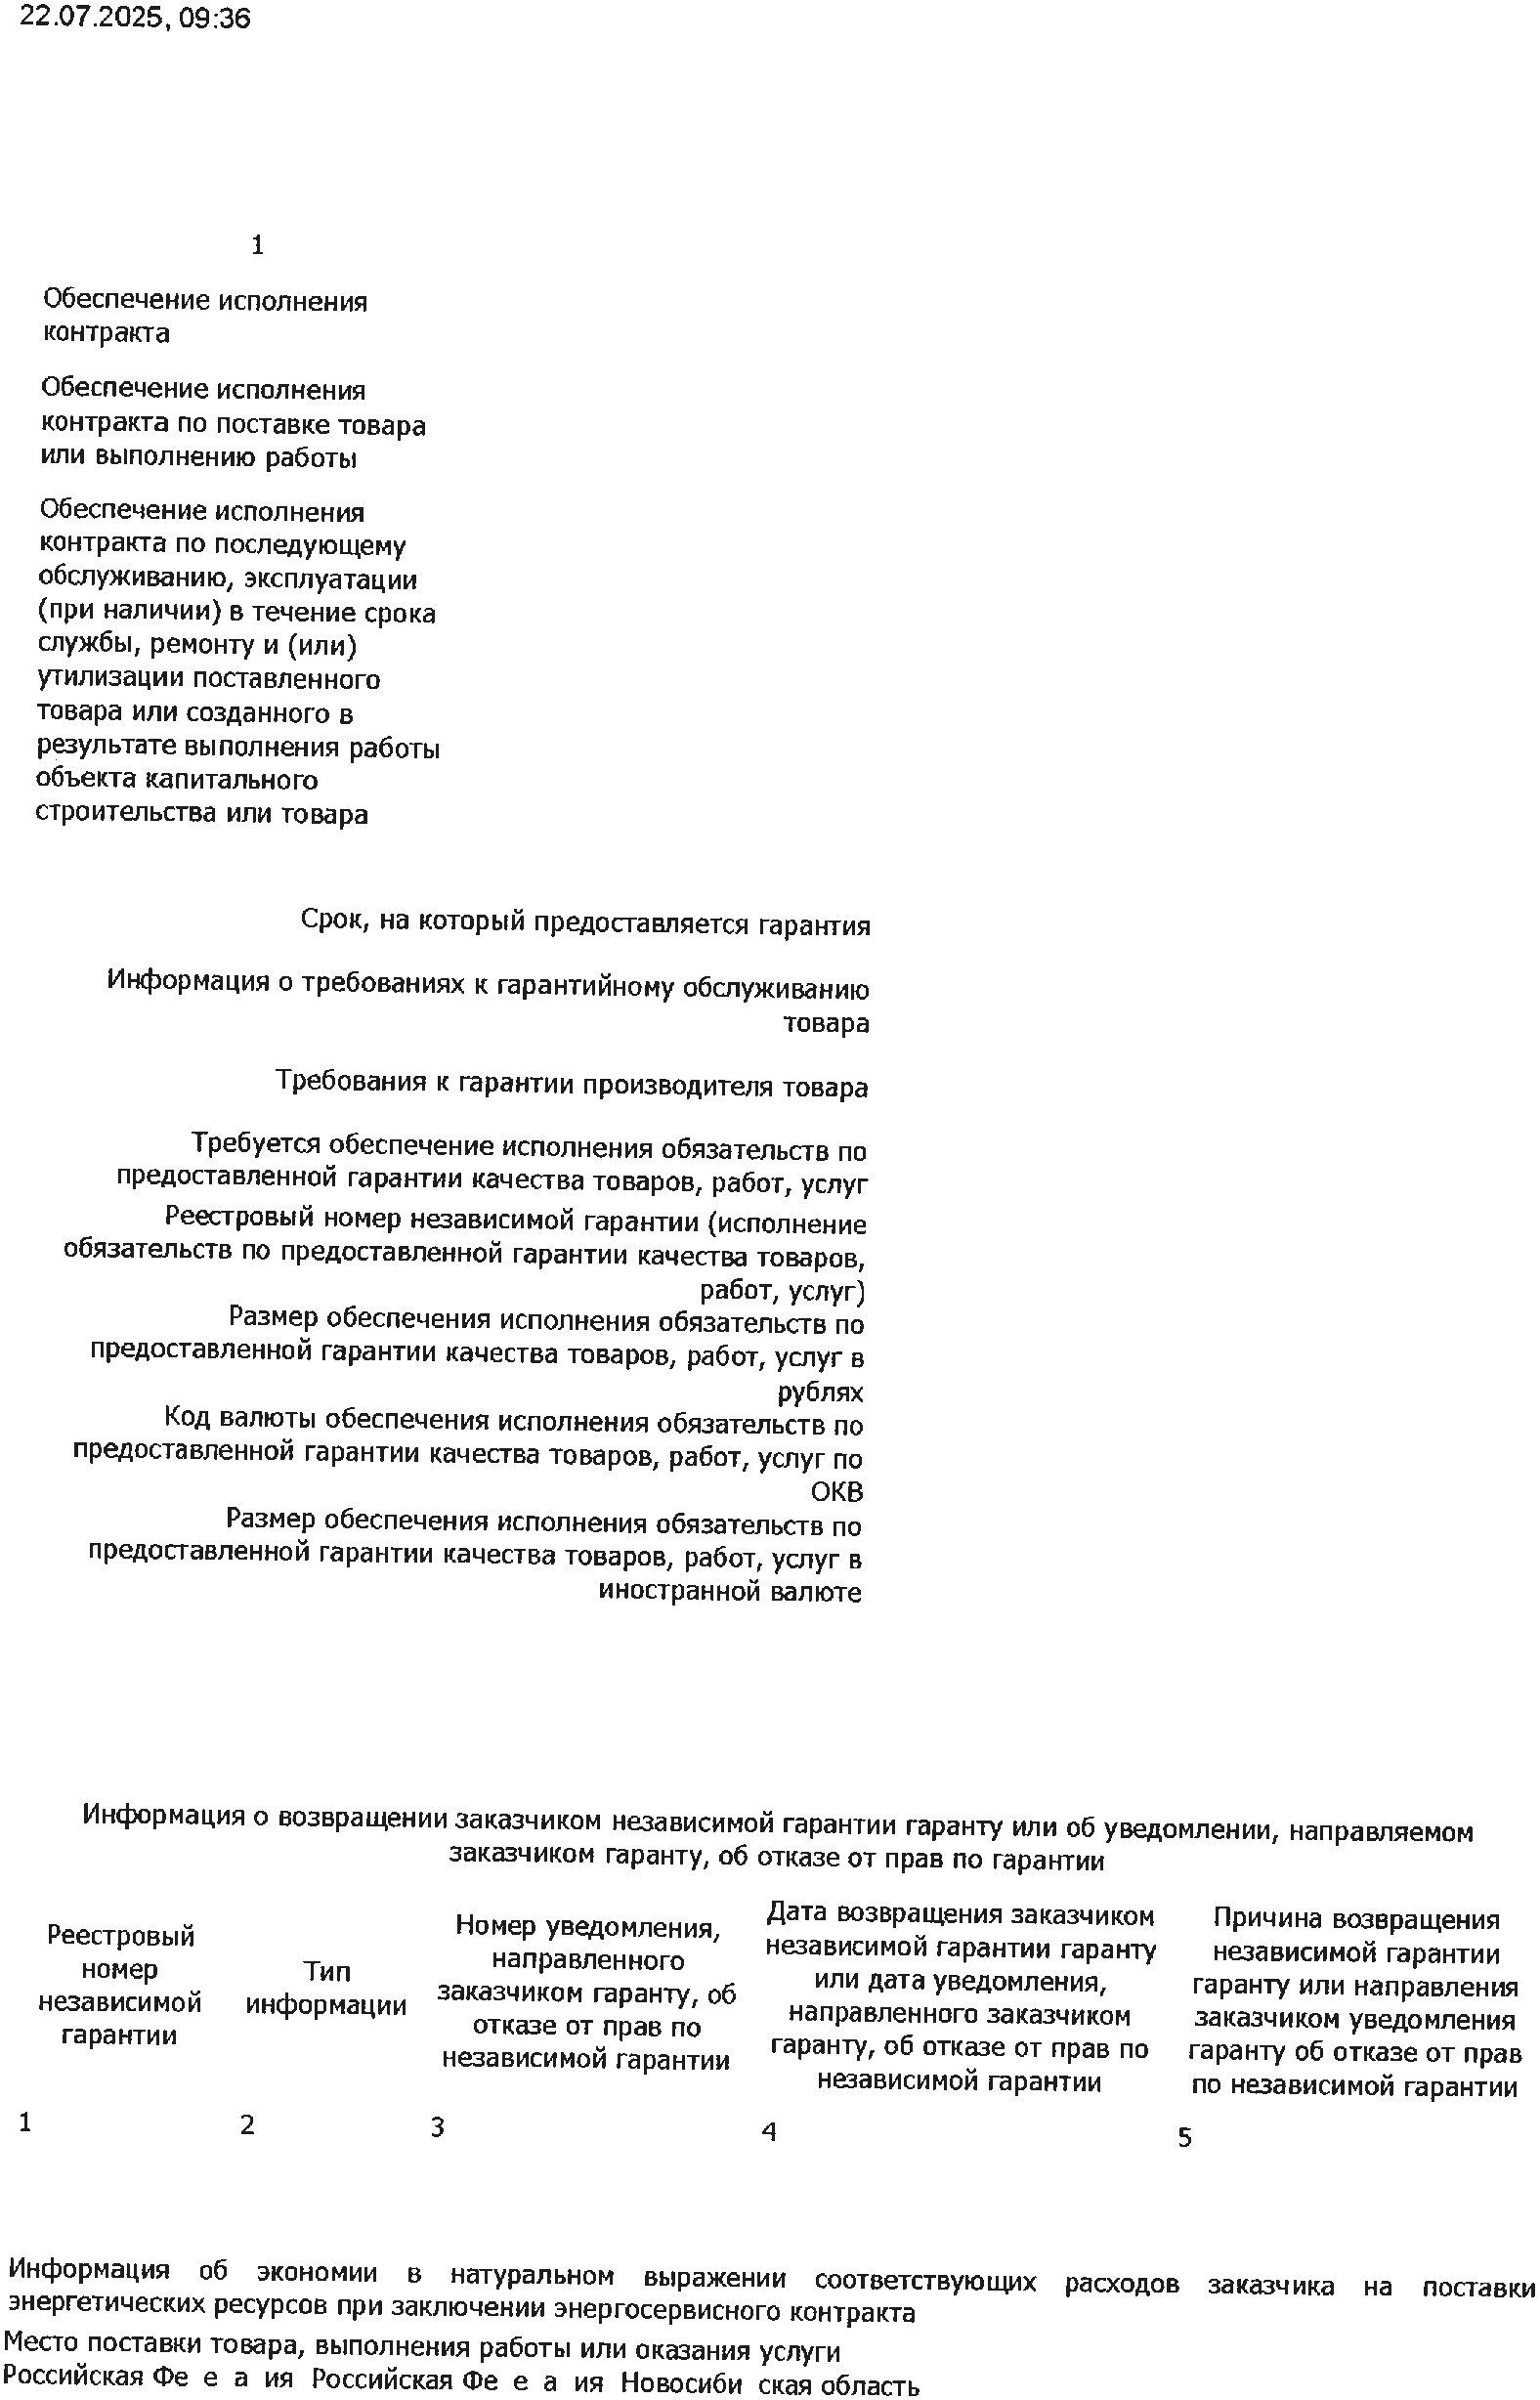 22.07.2025, 09:36
1
Обеспечение исполнения
контракта
Обеспечение исполнения
контракта по поставке товара
или выполнению работы
Обеспечение исполнения
контракта по последующему
обслуживанию, эксплуатации
(при наличии) в течение срока
службы, ремонту и (или)
утилизации поставленного
товара или созданного в
результате выполнения работы
объекта капитального
строительства или товара
Срок, на который предоставляется гарантия
Информация о требованиях к гарантийному обслуживанию
товара
Требования к гарантии производителя товара
Требуется обеспечение исполнения обязательств по
предоставленной гарантии качества товаров, работ, услуг
Реестровый номер независимой гарантии (исполнение
обязательств по предоставленной гарантии качества товаров,
работ, услуг)
Размер обеспечения исполнения обязательств по
предоставленной гарантии качества товаров, работ, услуг в
рублях
Код валюты обеспечения исполнения обязательств по
предоставленной гарантии качества товаров, работ, услуг по
ОКВ
Размер обеспечения исполнения обязательств по
предоставленной гарантии качества товаров, работ, услуг в
иностранной валюте
Информация о возвращении заказчиком независимой гарантии гаранту или об уведомлении, направляемом
заказчиком гаранту, об отказе от прав по гарантии
Реестровый
номер
независимой
гарантии
Тип
информации
Номер уведомления,
направленного
заказчиком гаранту, об
отказе от прав по
независимой гарантии
Дата возвращения заказчиком
независимой гарантии гаранту
или дата уведомления,
направленного заказчиком
гаранту, об отказе от прав по
независимой гарантии
Причина возвращения
независимой гарантии
гаранту или направления
заказчиком уведомления
гаранту об отказе от прав
по независимой гарантии
1 2 3 4 5
Информация об экономии в натуральном выражении соответствующих расходов заказчика на поставки
энергетических ресурсов при заключении энергосервисного контракта
Место поставки товара, выполнения работы или оказания услуги
Российская Российская область